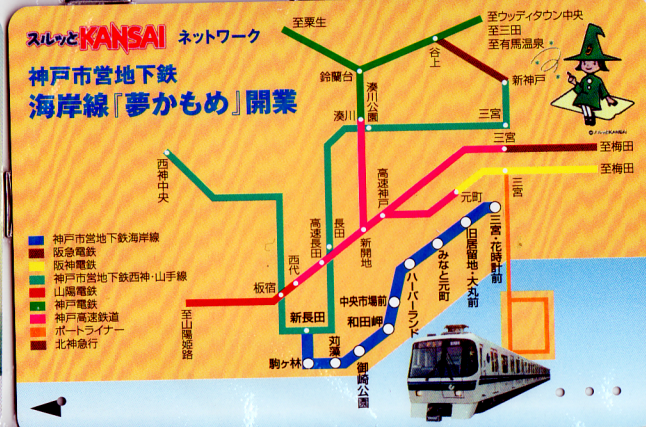 スルッとKANSAI ネットワーク
神戸市営地下鉄
海岸線『夢かもめ』開業
至粟生
至ウッディタウン中央
至三田
至有馬温泉
谷上
鈴蘭台
新神戸
湊川公園
湊川
三宮
三宮
至梅田
至梅田
三宮
西神中央
高速神戸
元町
長田
高速長田
新開地
西代
板宿
三宮・花時計前
旧居留地・大丸前
みなと元町
ハーバーランド
中央市場前
和田岬
御崎公園
苅藻
駒ヶ林
新長田
至山陽姫路
神戸市営地下鉄海岸線
阪急電鉄
阪神電鉄
神戸市営地下鉄西神・山手線
山陽電鉄
神戸電鉄
神戸高速鉄道
ポートライナー
北神急行